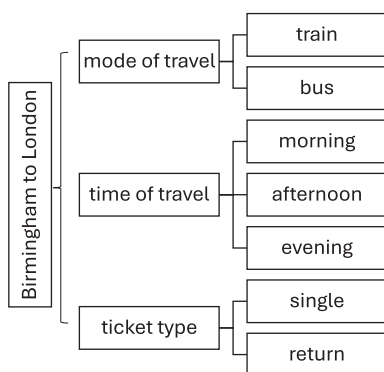 Birmingham to London
mode of travel
train
bus
time of travel
morning
afternoon
evening
ticket type
single
return